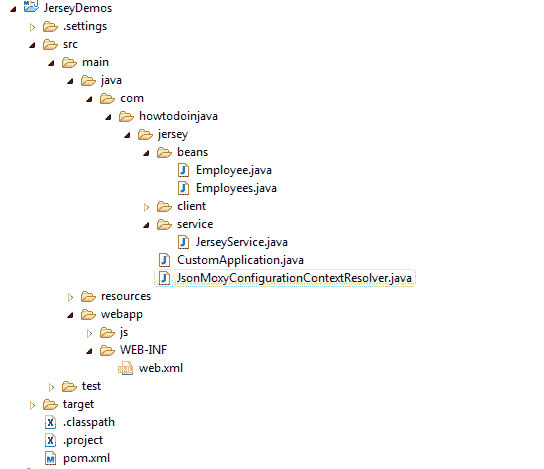 JerseyDemos
.settings
src
main
java
com
howtodoinjava
jersey
beans
Employee.java
Employees.java
client
service
JerseyService.java
CustomApplication.java
JsonMoxyConfigurationContextResolver.java
resources
webapp
js
WEB-INF
web.xml
test
target
.classpath
.project
pom.xml